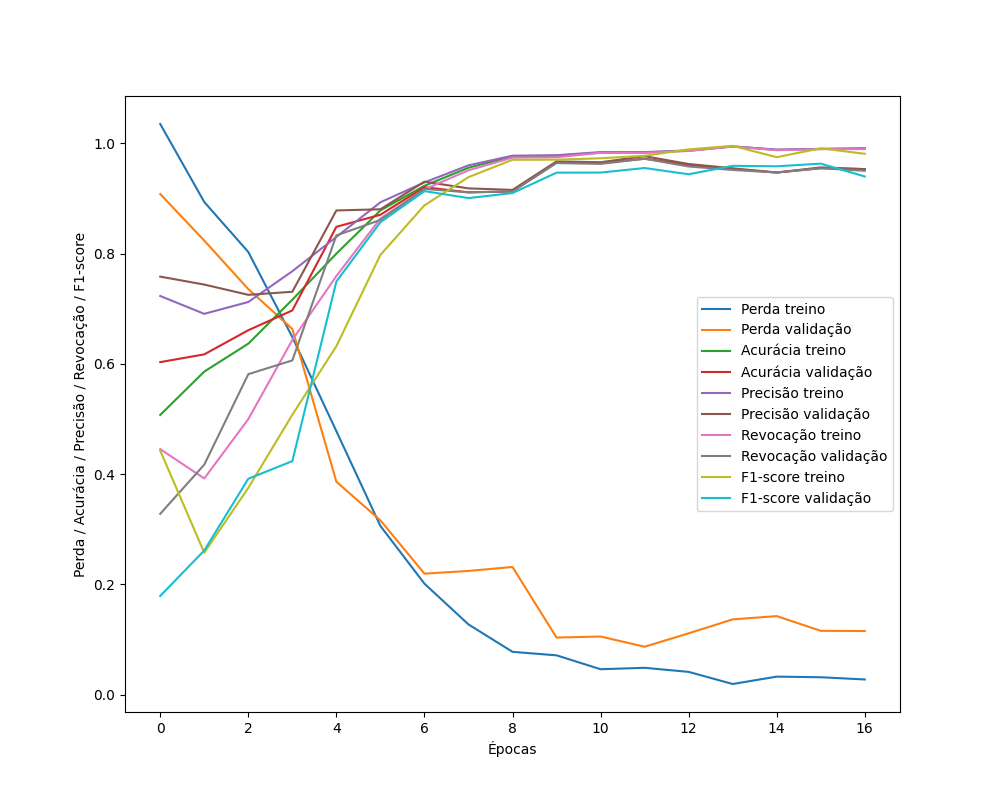 Perda / Acurácia / Precisão / Revocação / F1-score
1.0
0.8
0.6
0.4
0.2
0.0
Perda treino
Perda validação
Acurácia treino
Acurácia validação
Precisão treino
Precisão validação
Revocação treino
Revocação validação
F1-score treino
F1-score validação
0 2 4 6 8 10 12 14 16
Épocas